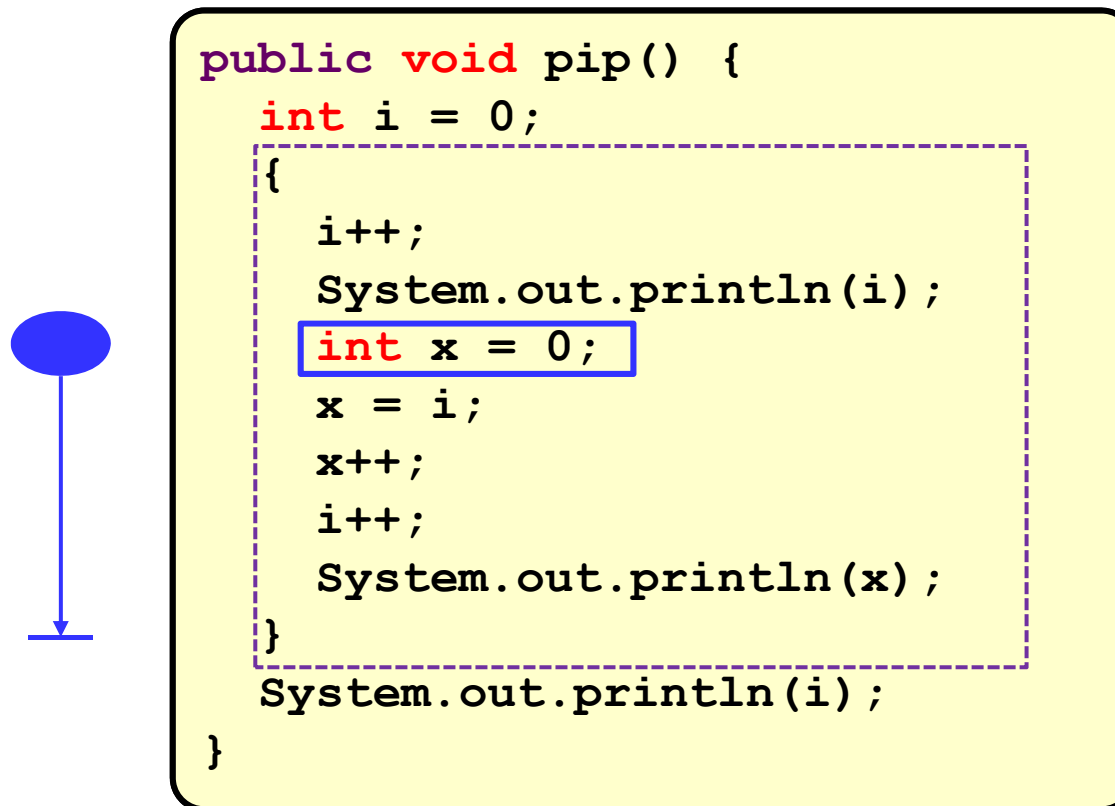 public void pip() {
int i = 0;
{
i++;
System.out.println(i);
int x = 0;
x = i;
x++;
i++;
System.out.println(x);
}
System.out.println(i);
}